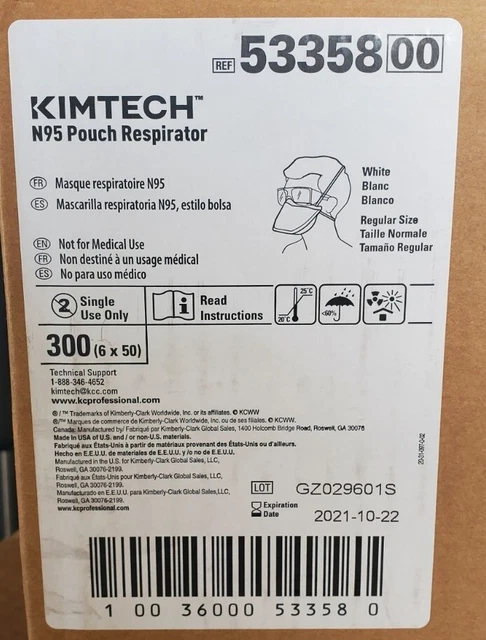 REF 53358 00
KIMTECH™
N95 Pouch Respirator
FR Masque respiratoire N95
ES Mascarilla respiratoria N95, estilo bolsa
White
Blanc
Blanco
Regular Size
Taille Normale
Tamaño Regular
EN Not for Medical Use
FR Non destiné à un usage médical
ES No para uso médico
2 Single
Use Only
i Read
Instructions
25°C
20°C
<60%
300 (6 x 50)
Technical Support
1-888-346-4652
kimtech@kcc.com
www.kcprofessional.com
®/™ Trademarks of Kimberly-Clark Worldwide, Inc. or its affiliates. © KCWW
®/™ Marques de commerce de Kimberly-Clark Worldwide, Inc. ou de ses filiales. © KCWW.
Canada: Manufactured by/ Fabriqué par Kimberly-Clark Global Sales, 1400 Holcomb Bridge Road, Roswell, GA 30076
Made in USA of U.S. and / or non-U.S. materials.
Fabriqué aux États-Unis à partir de matériaux provenant des États-Unis ou d'ailleurs.
Hecho en E.E.U.U. de materiales de E.E.U.U. y /o no de E.E.U.U.
Manufactured in the U.S. for Kimberly-Clark Global Sales, LLC,
Roswell, GA 30076-2199.
Fabriqué aux États-Unis pour Kimberly-Clark Global Sales, LLC,
Roswell, GA 30076-2199.
Manufacturado en E.E.U.U. para Kimberly-Clark Global Sales,LLC,
Roswell, GA 30076-2199.
www.kcprofessional.com
LOT GZ029601S
Expiration
Date 2021-10-22
1 00 36000 53358 0